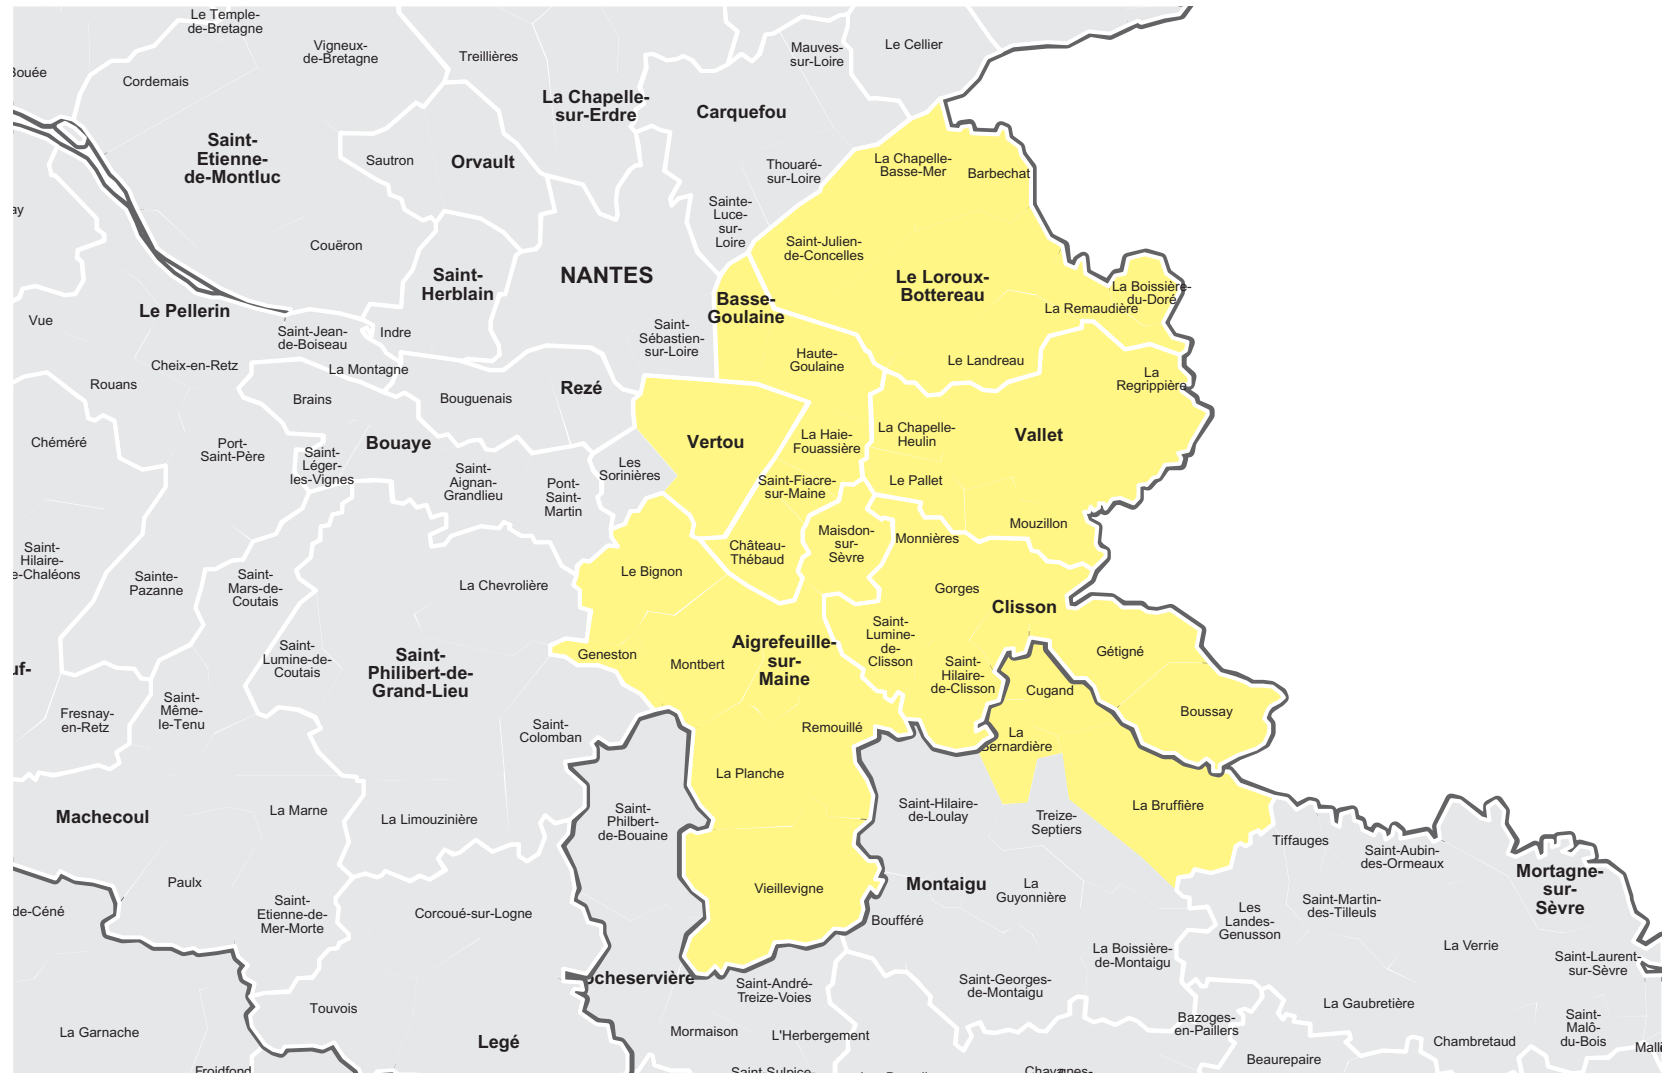 Le Temple-
de-Bretagne
Vigneux-
de-Bretagne
Treillières
Mauves-
sur-Loire
Le Cellier
Bouée
Cordemais
La Chapelle-
sur-Erdre
Carquefou
Saint-
Etienne-
de-Montluc
Sautron
Orvault
Thouaré-
sur-Loire
La Chapelle-
Basse-Mer
Barbechat
ay
Sainte-
Luce-
sur-
Loire
Couëron
Saint-Julien-
de-Concelles
Saint-
Herblain
NANTES
Le Loroux-
Bottereau
La Boissière-
du-Doré
Basse-
Goulaine
La Remaudière
Le Pellerin
Vue
Saint-Jean-
de-Boiseau
Indre
Saint-
Sébastien-
sur-Loire
Haute-
Goulaine
Le Landreau
Cheix-en-Retz
La Montagne
La
Regrippière
Rouans
Brains
Bouguenais
Rezé
Chéméré
Port-
Saint-Père
Bouaye
Vertou
La Haie-
Fouassière
La Chapelle-
Heulin
Vallet
Saint-
Léger-
les-Vignes
Saint-
Aignan-
Grandlieu
Les
Sorinières
Pont-
Saint-
Martin
Saint-Fiacre-
sur-Maine
Le Pallet
Mouzillon
Maisdon-
sur-
Sèvre
Monnières
Château-
Thébaud
Saint-
Hilaire-
e-Chaléons
Sainte-
Pazanne
Saint-
Mars-de-
Coutais
La Chevrolière
Le Bignon
Gorges
Clisson
Saint-
Lumine-
de-
Clisson
Saint-
Lumine-de-
Coutais
Saint-
Philibert-de-
Grand-Lieu
Geneston
Montbert
Aigrefeuille-
sur-
Maine
Gétigné
Saint-
Hilaire-
de-Clisson
Cugand
uf-
Fresnay-
en-Retz
Saint-
Même-
le-Tenu
Boussay
Saint-
Colomban
Remouillé
La
Bernardière
La Planche
La Bruffière
Machecoul
La Marne
La Limouzinière
Saint-
Philbert-
de-Bouaine
Saint-Hilaire-
de-Loulay
Treize-
Septiers
Tiffauges
Saint-Aubin-
des-Ormeaux
Mortagne-
sur-
Sèvre
Paulx
Vieillevigne
Montaigu
La
Guyonnière
Saint-Martin-
des-Tilleuls
de-Céné
Saint-
Etienne-de-
Mer-Morte
Corcoué-sur-Logne
Boufféré
Les
Landes-
Genusson
La Verrie
La Boissière-
de-Montaigu
Saint-Laurent-
sur-Sèvre
ocheservière
Saint-André-
Treize-Voies
Saint-Georges-
de-Montaigu
Touvois
La Gaubretière
La Garnache
Legé
Mormaison
L'Herbergement
Bazoges-
en-Paillers
Chambretaud
Saint-
Malô-
du-Bois
Beaurepaire
Froidfond
Saint-Sulpice-